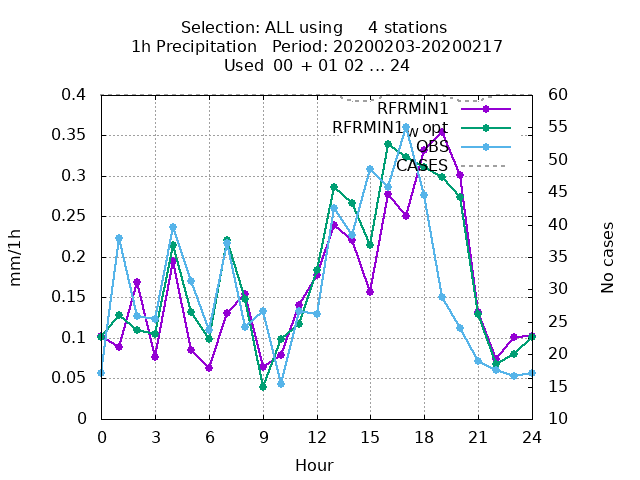 Selection: ALL using     4 stations
1h Precipitation   Period: 20200203-20200217
Used  00 + 01 02 ... 24
0.4
0.35
0.3
0.25
0.2
0.15
0.1
0.05
0
mm/1h
60
55
50
45
40
35
30
25
20
15
10
No cases
RFRMIN1
RFRMIN1_W opt
OBS
CASES
0 3 6 9 12 15 18 21 24
Hour